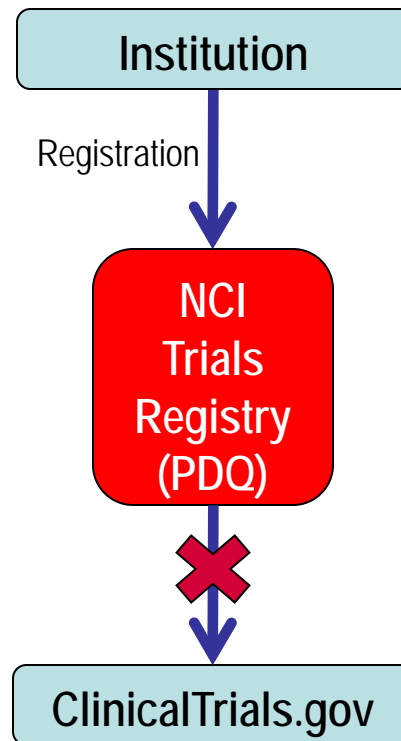 Institution
Registration
NCI
Trials
Registry
(PDQ)
ClinicalTrials.gov